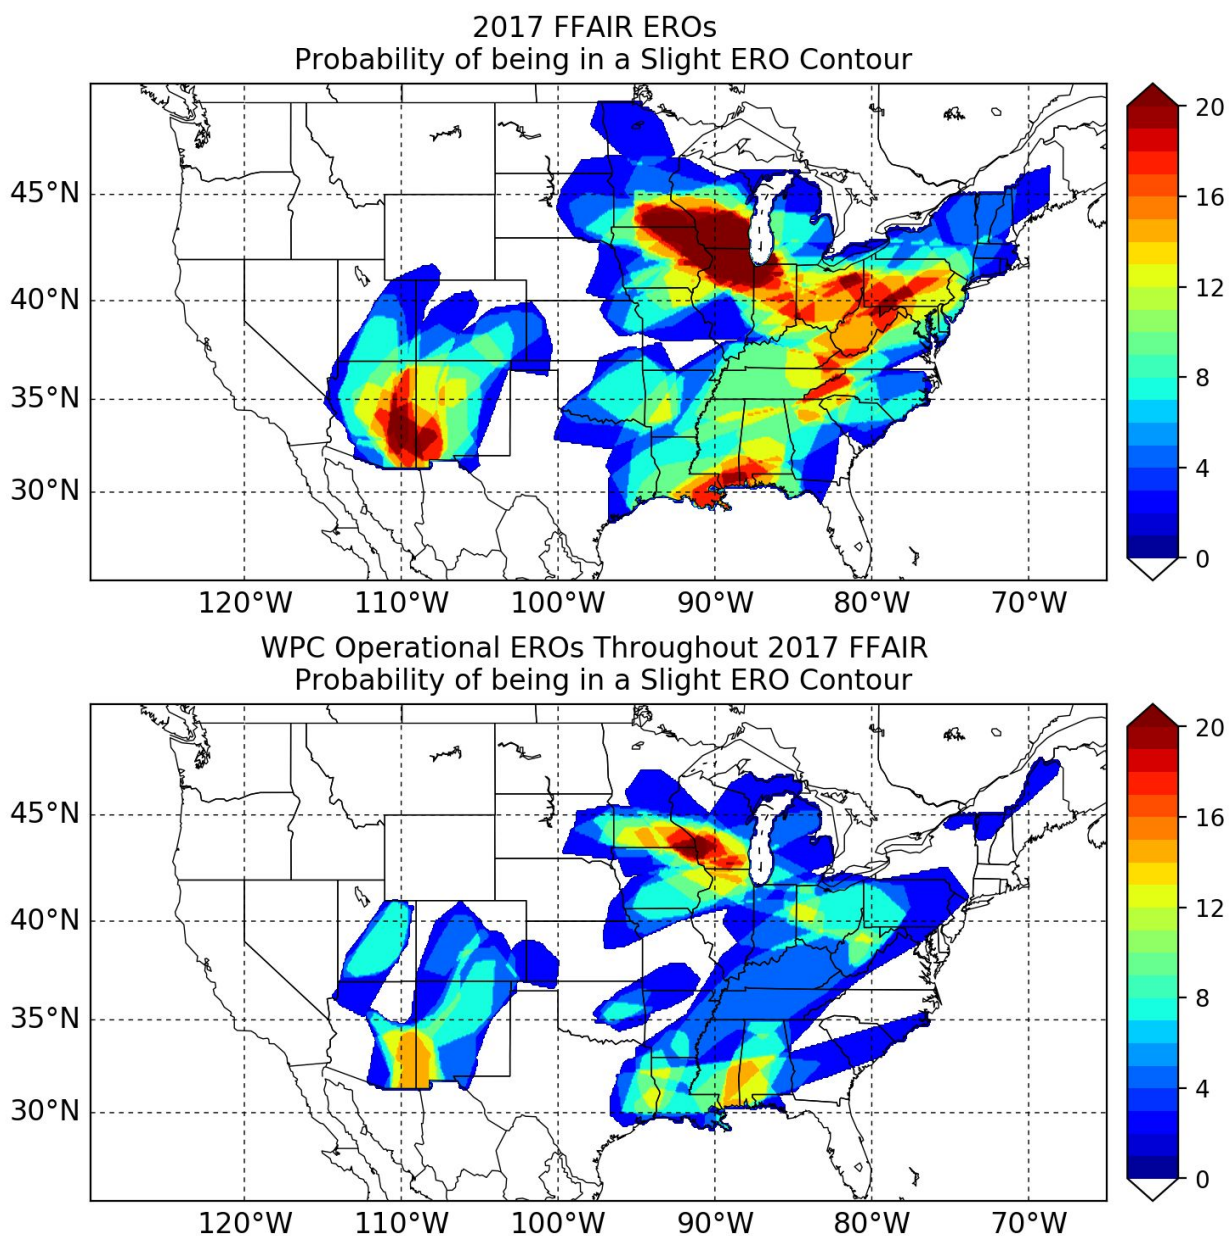 2017 FFAIR EROs
Probability of being in a Slight ERO Contour
45°N
40°N
35°N
30°N
120°W 110°W 100°W 90°W 80°W 70°W
20
16
12
8
4
0
WPC Operational EROs Throughout 2017 FFAIR
Probability of being in a Slight ERO Contour
45°N
40°N
35°N
30°N
120°W 110°W 100°W 90°W 80°W 70°W
20
16
12
8
4
0